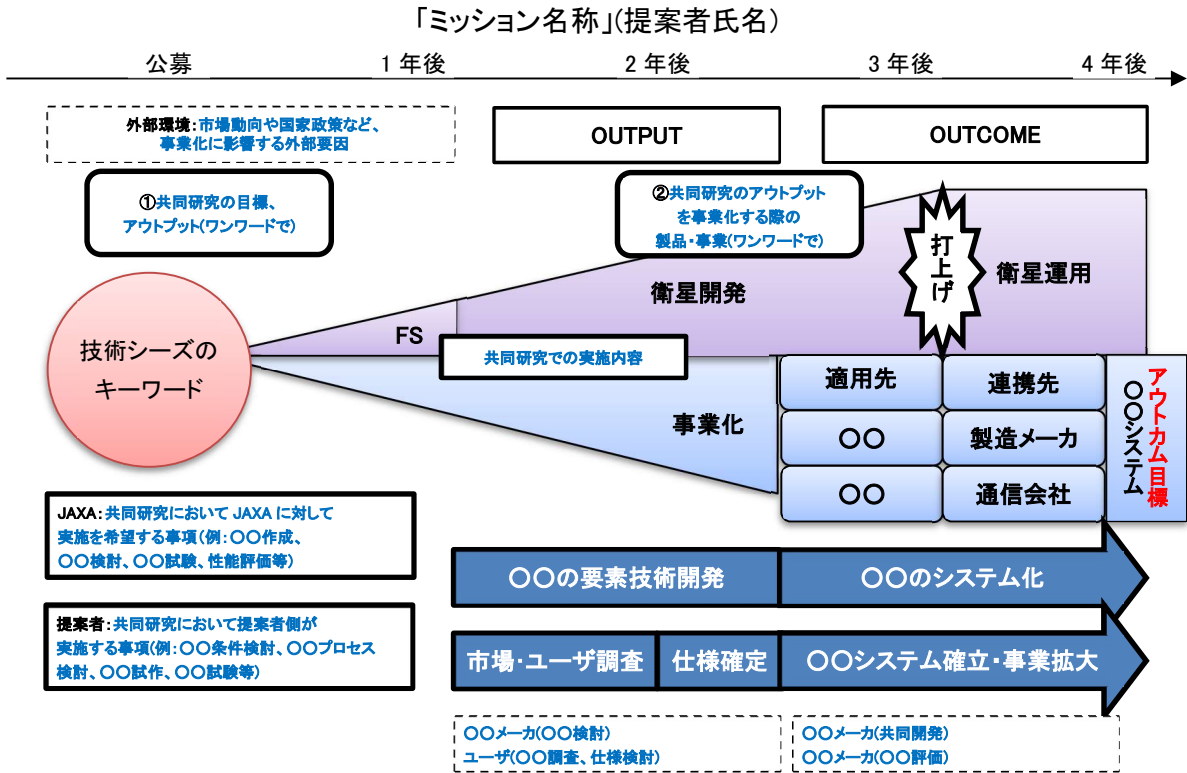 「ミッション名称」(提案者氏名)
公募
1 年後
2 年後
3 年後
4 年後
外部環境:市場動向や国家政策など、
事業化に影響する外部要因
OUTPUT
OUTCOME
①共同研究の目標、
アウトプット(ワンワードで)
②共同研究のアウトプット
を事業化する際の
製品・事業(ワンワードで)
打上げ
衛星開発
衛星運用
FS
技術シーズの
キーワード
共同研究での実施内容
事業化
適用先
連携先
〇〇
製造メーカ
〇〇
通信会社
アウトカム目標
〇〇システム
JAXA:共同研究において JAXA に対して
実施を希望する事項(例:〇〇作成、
〇〇検討、〇〇試験、性能評価等)
〇〇の要素技術開発
〇〇のシステム化
提案者:共同研究において提案者側が
実施する事項(例:〇〇条件検討、〇〇プロセス
検討、〇〇試作、〇〇試験等)
市場・ユーザ調査
仕様確定
〇〇システム確立・事業拡大
〇〇メーカ(〇〇検討)
ユーザ(〇〇調査、仕様検討)
〇〇メーカ(共同開発)
〇〇メーカ(〇〇評価)